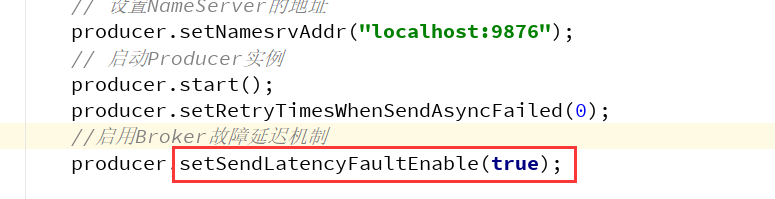 // 设置NameServer的地址
producer.setNamesrvAddr("localhost:9876");
// 启动Producer实例
producer.start();
producer.setRetryTimesWhenSendAsyncFailed(0);
//启用Broker故障延迟机制
producer.setSendLatencyFaultEnable(true);